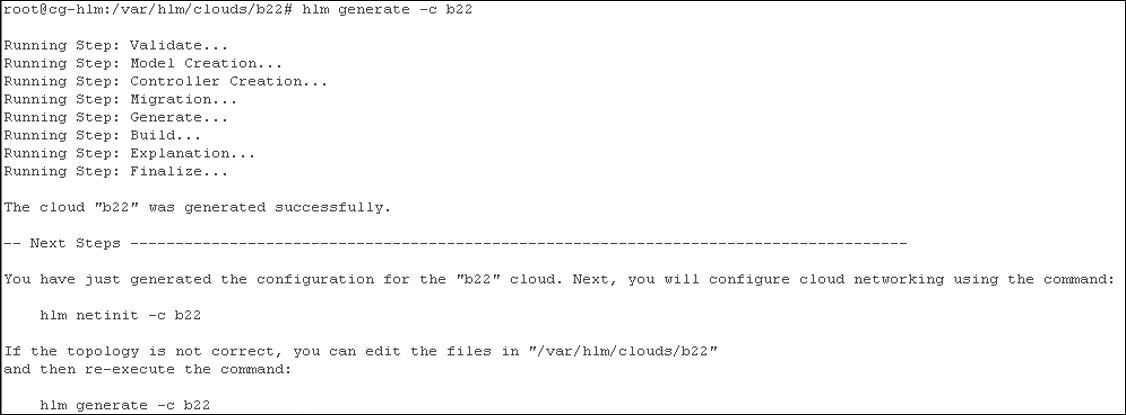 root@cg-hlm:/var/hlm/clouds/b22# hlm generate -c b22
Running Step: Validate...
Running Step: Model Creation...
Running Step: Controller Creation...
Running Step: Migration...
Running Step: Generate...
Running Step: Build...
Running Step: Explanation...
Running Step: Finalize...
The cloud "b22" was generated successfully.
-- Next Steps --------------------------------------------------------------------------------------
You have just generated the configuration for the "b22" cloud. Next, you will configure cloud networking using the command:
hlm netinit -c b22
If the topology is not correct, you can edit the files in "/var/hlm/clouds/b22"
and then re-execute the command:
hlm generate -c b22